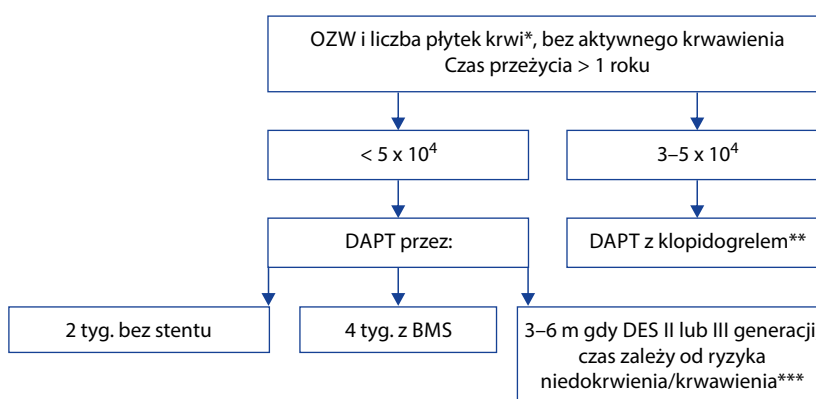 OZW i liczba płytek krwi*, bez aktywnego krwawienia
Czas przeżycia > 1 roku
< 5 x 10⁴
3–5 x 10⁴
DAPT przez:
DAPT z klopidogrelem**
2 tyg. bez stentu
4 tyg. z BMS
3–6 m gdy DES II lub III generacji
czas zależy od ryzyka
niedokrwienia/krwawienia***